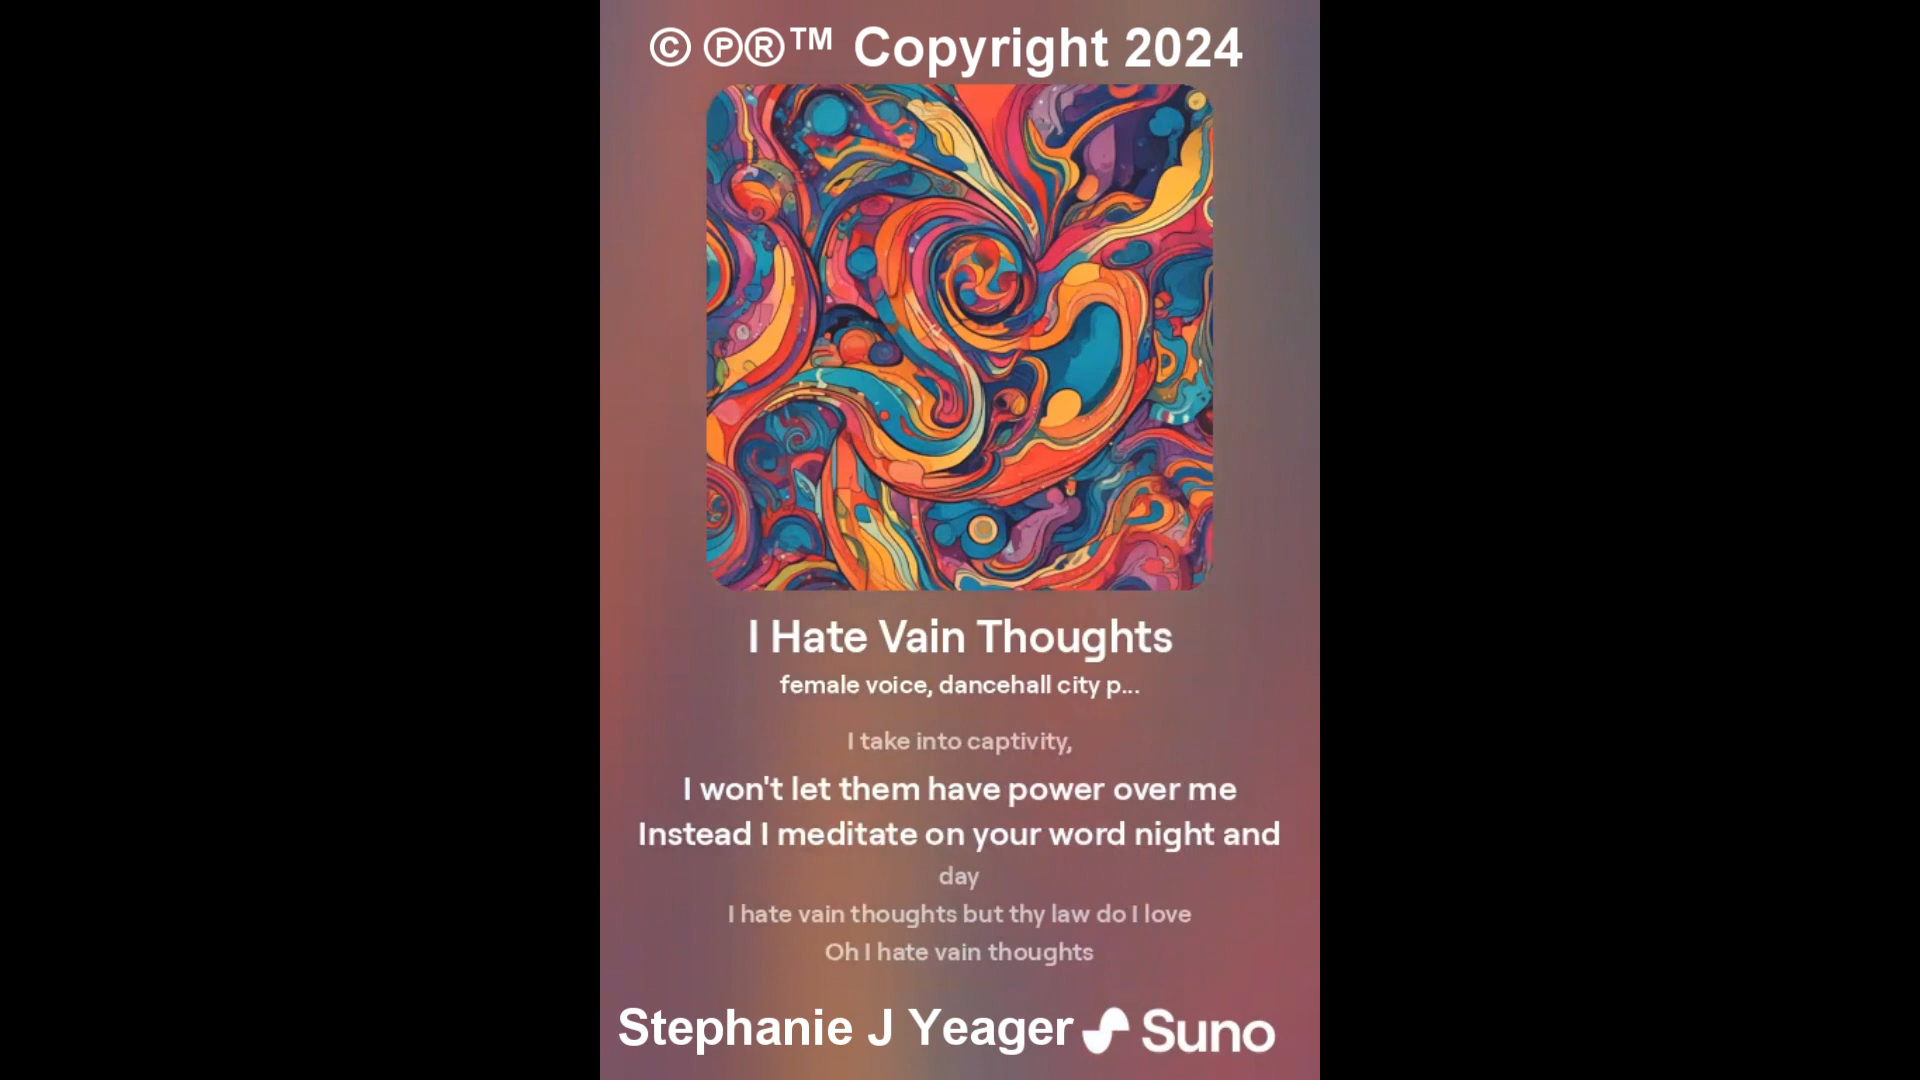 © ℗®™ Copyright 2024
I Hate Vain Thoughts
female voice, dancehall city p...
I take into captivity,
I won't let them have power over me
Instead I meditate on your word night and
day
I hate vain thoughts but thy law do I love
Oh I hate vain thoughts
Stephanie J Yeager Suno